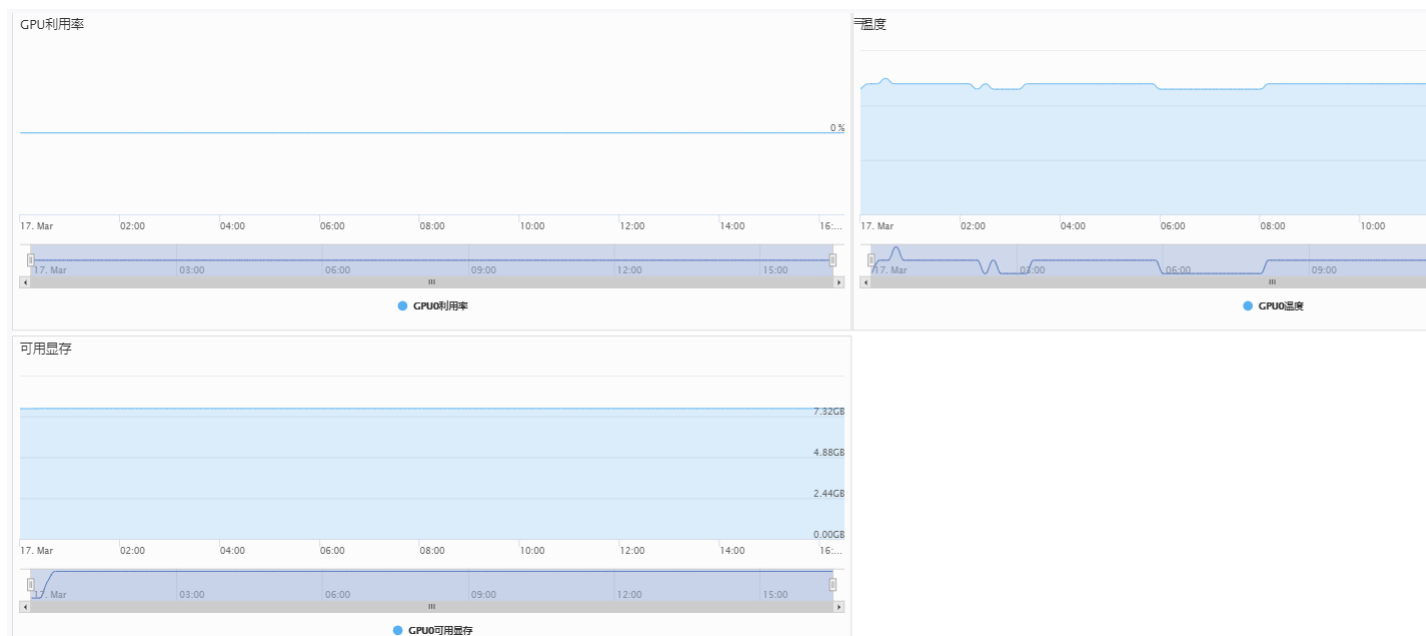 GPU利用率
0 %
17. Mar 02:00 04:00 06:00 08:00 10:00 12:00 14:00 16:...
17. Mar 03:00 06:00 09:00 12:00 15:00
GPU0利用率
温度
17. Mar 02:00 04:00 06:00 08:00 10:00
17. Mar 03:00 06:00 09:00
GPU0温度
可用显存
7.32GB
4.88GB
2.44GB
0.00GB
17. Mar 02:00 04:00 06:00 08:00 10:00 12:00 14:00 16:...
17. Mar 03:00 06:00 09:00 12:00 15:00
GPU0可用显存